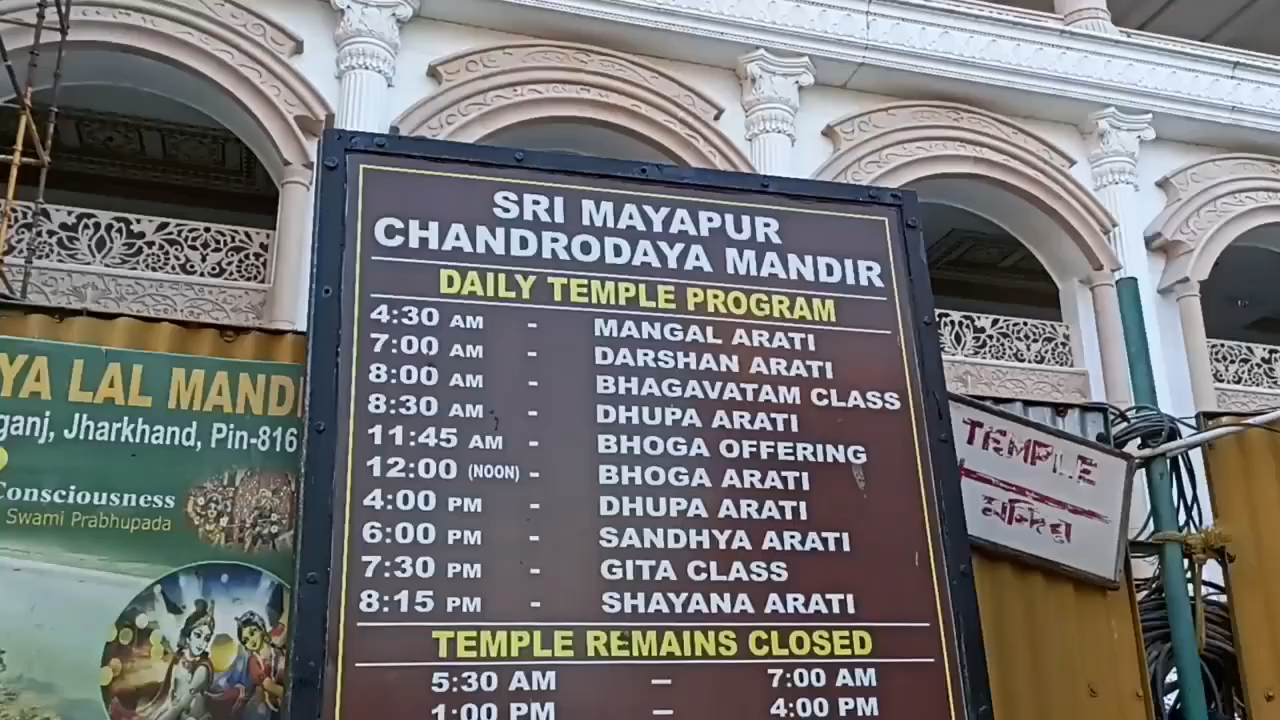 SRI MAYAPUR
CHANDRODAYA MANDIR
DAILY TEMPLE PROGRAM
4:30 AM - MANGAL ARATI
7:00 AM - DARSHAN ARATI
8:00 AM - BHAGAVATAM CLASS
8:30 AM - DHUPA ARATI
11:45 AM - BHOGA OFFERING
12:00 (NOON) - BHOGA ARATI
4:00 PM - DHUPA ARATI
6:00 PM - SANDHYA ARATI
7:30 PM - GITA CLASS
8:15 PM - SHAYANA ARATI
TEMPLE REMAINS CLOSED
5:30 AM – 7:00 AM
1:00 PM – 4:00 PM
YA LAL MANDI
ganj, Jharkhand, Pin-816
Consciousness
Swami Prabhupada
TEMPLE
মন্দির